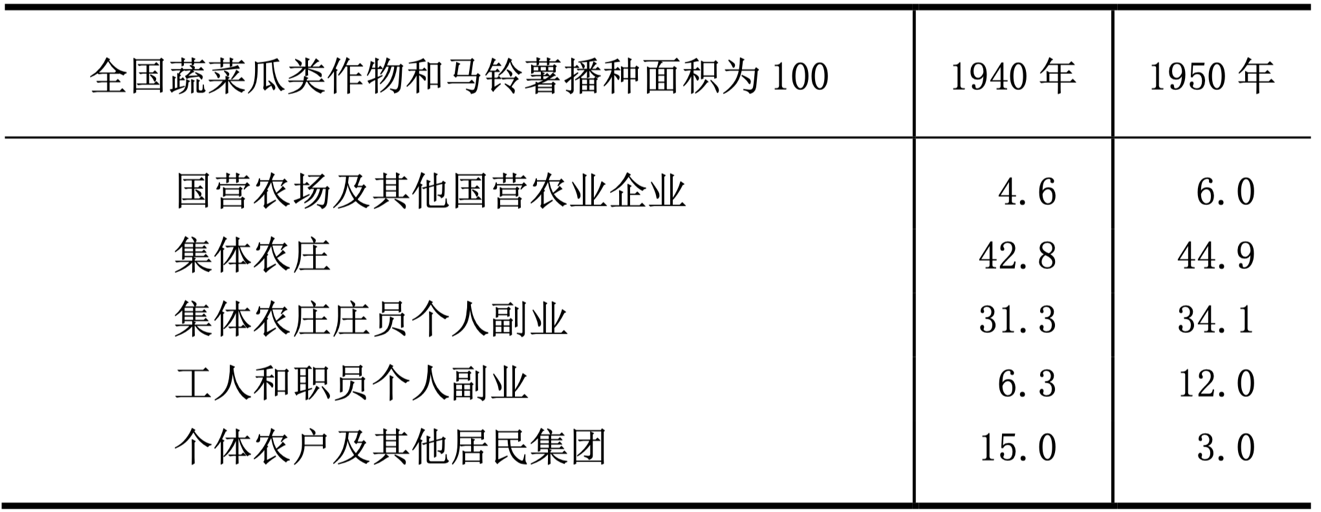 全国蔬菜瓜类作物和马铃薯播种面积为 100 1940 年 1950 年
国营农场及其他国营农业企业 4.6 6.0
集体农庄 42.8 44.9
集体农庄庄员个人副业 31.3 34.1
工人和职员个人副业 6.3 12.0
个体农户及其他居民集团 15.0 3.0